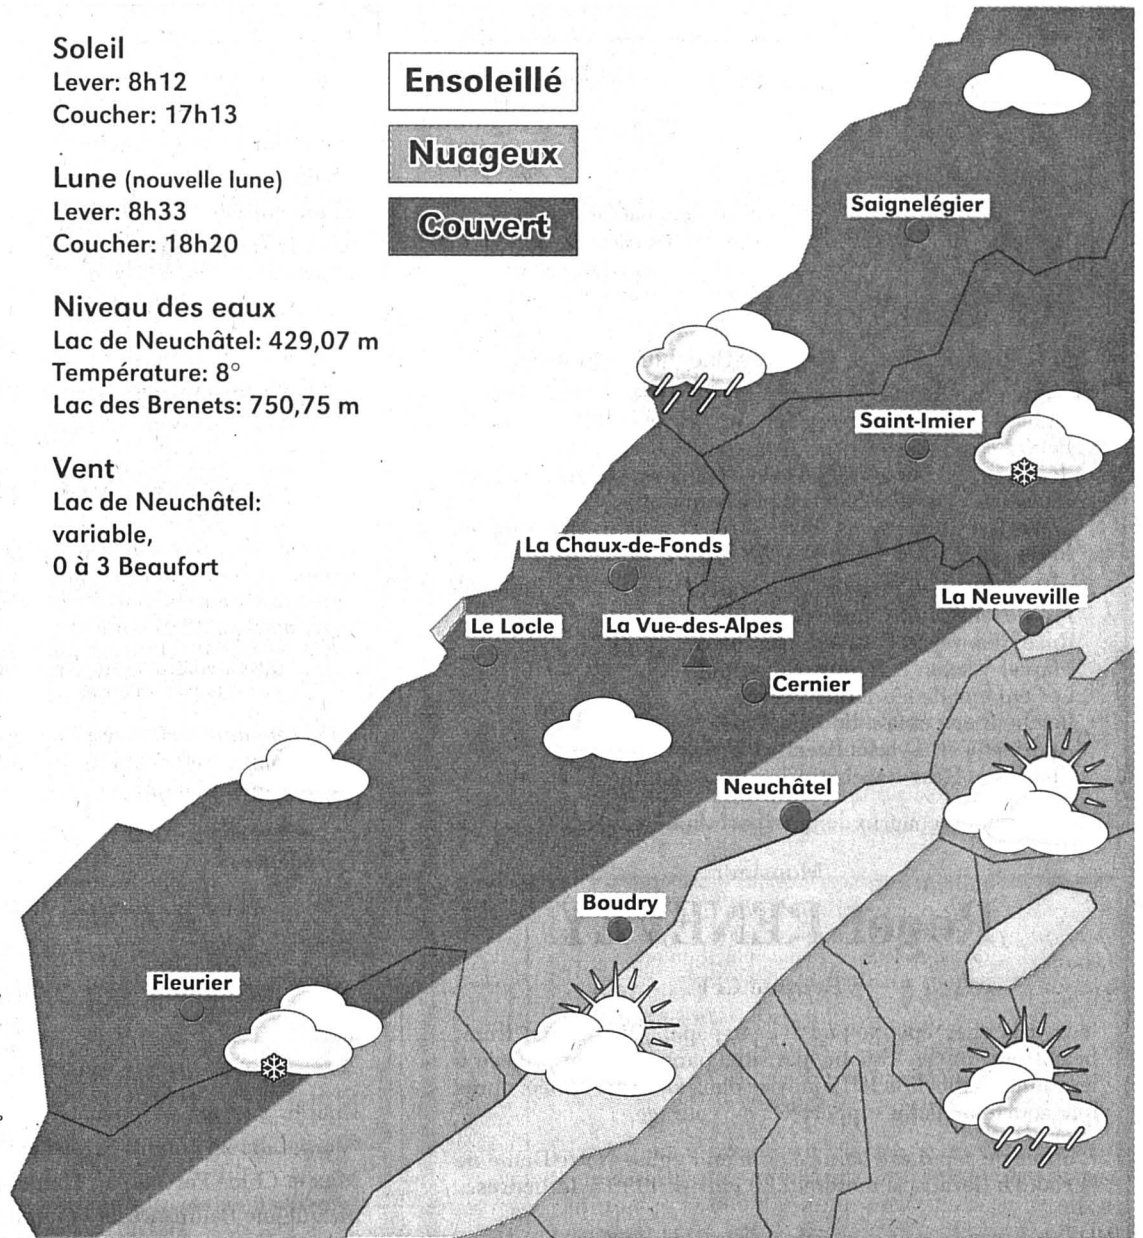 Soleil
Lever: 8h12
Coucher: 17h13
Lune (nouvelle lune)
Lever: 8h33
Coucher: 18h20
Niveau des eaux
Lac de Neuchâtel: 429,07 m
Température: 8°
Lac des Brenets: 750,75 m
Vent
Lac de Neuchâtel:
variable,
0 à 3 Beaufort
Ensoleillé
Nuageux
Couvert
Saignelégier
Saint-Imier
La Chaux-de-Fonds
La Neuveville
Le Locle
La Vue-des-Alpes
Cernier
Neuchâtel
Boudry
Fleurier